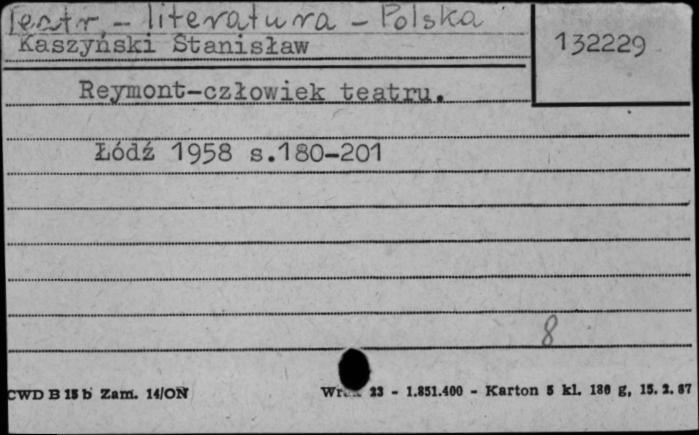 Teatr. - literatura - Polska
Kaszyński Stanisław
132229
Reymont-człowiek teatru.
Łódź 1958 s.180-201
8
CWD B 15 b Zam. 14/ON
23 - 1.851.400 - Karton 5 kl. 180 g, 15. 2. 67